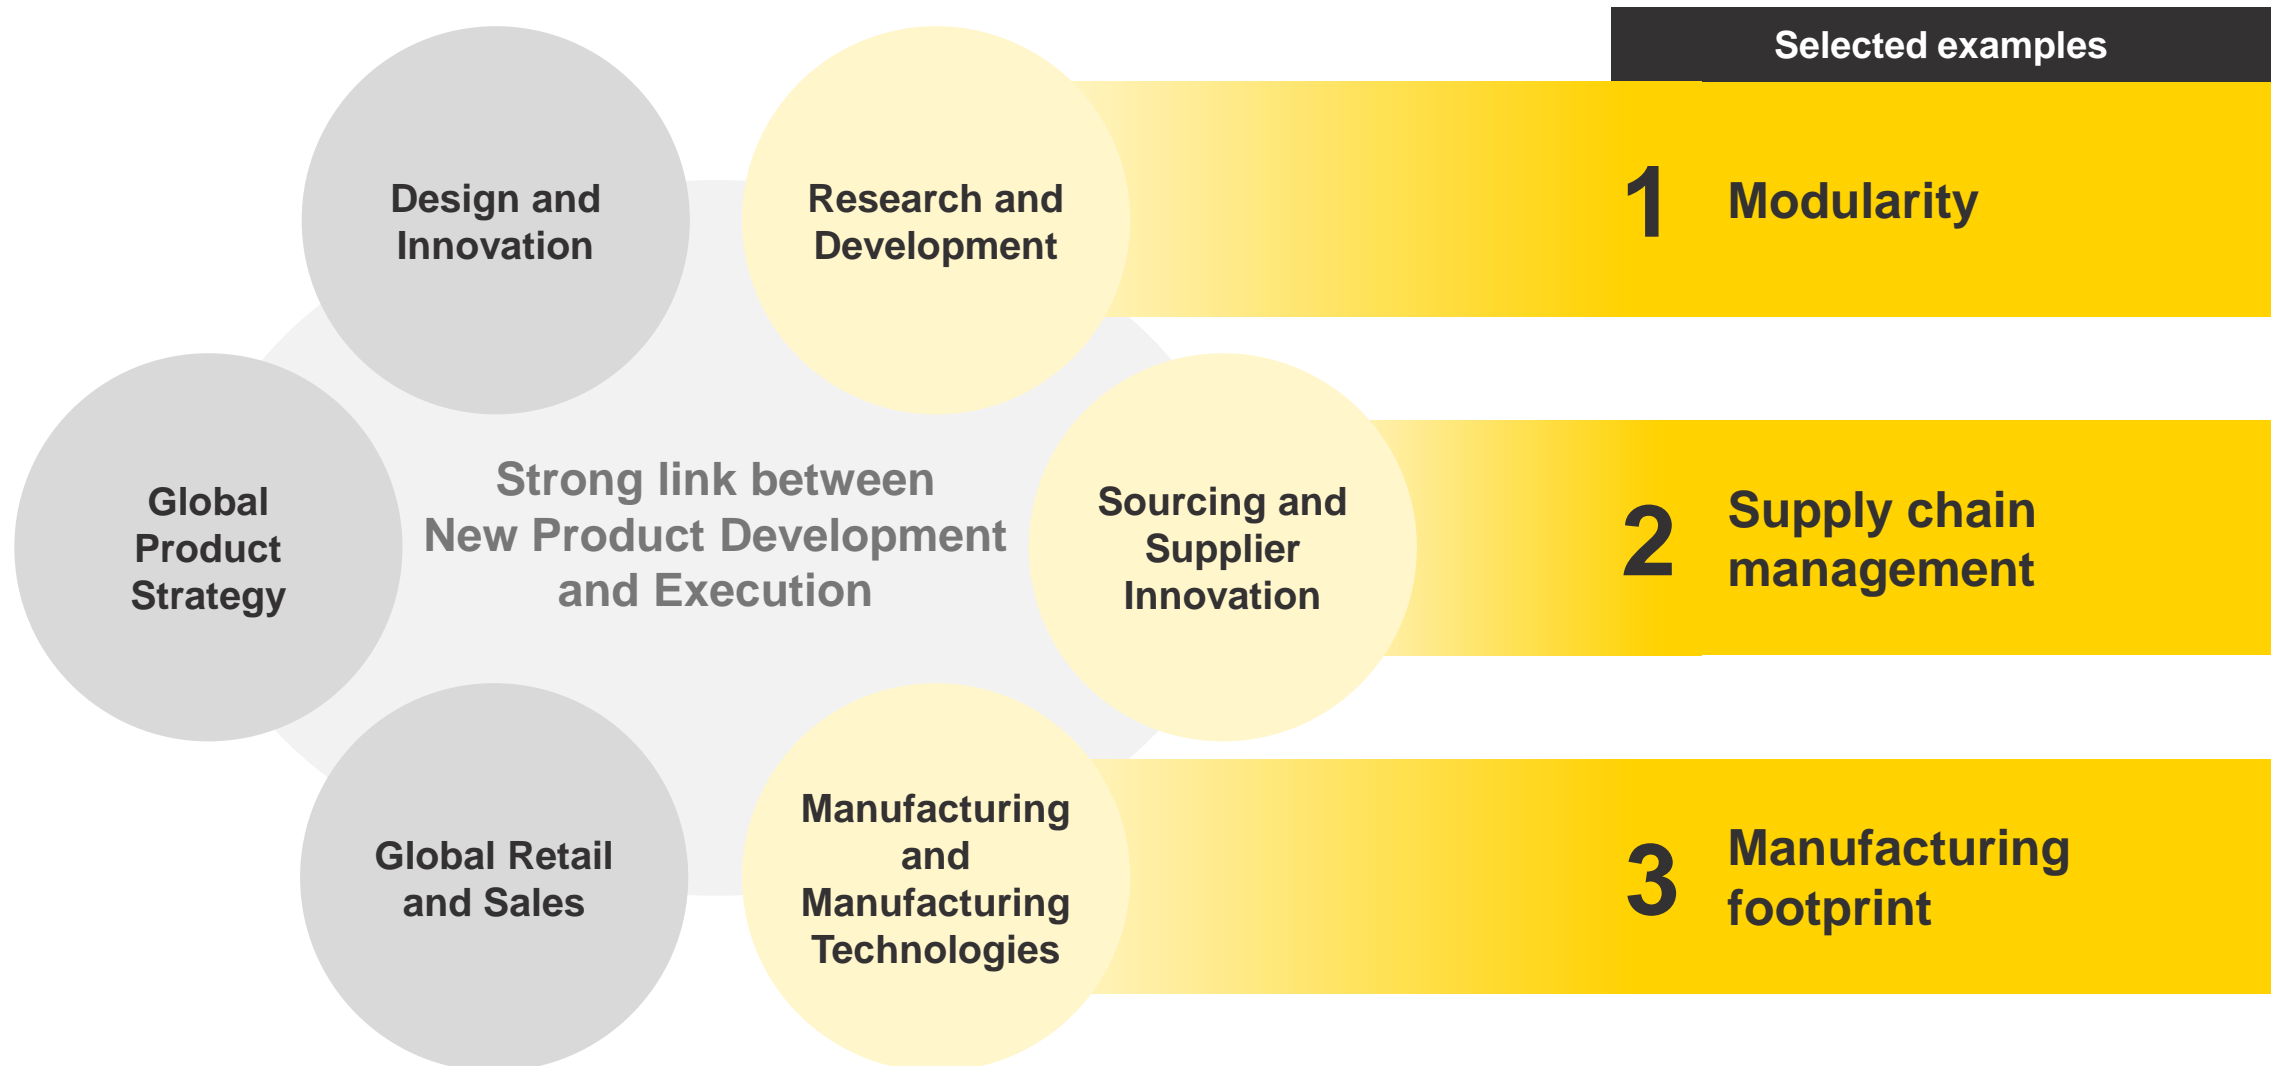 Selected examples
Design and
Innovation
Research and
Development
1
Modularity
Global
Product
Strategy
Strong link between
New Product Development
and Execution
Sourcing and
Supplier
Innovation
2
Supply chain
management
Global Retail
and Sales
Manufacturing
and
Manufacturing
Technologies
3
Manufacturing
footprint